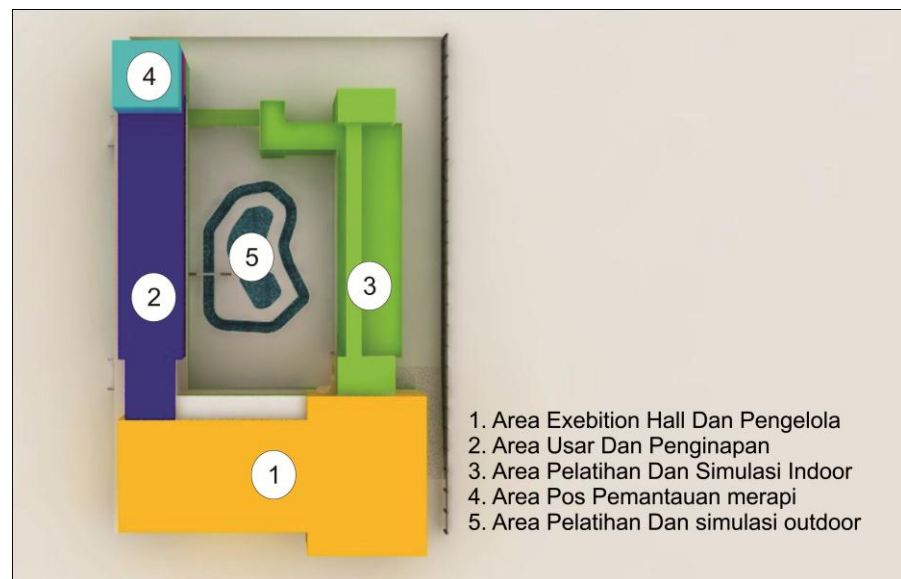 4
5
2
3
1
1. Area Exebition Hall Dan Pengelola
2. Area Usar Dan Penginapan
3. Area Pelatihan Dan Simulasi Indoor
4. Area Pos Pemantauan merapi
5. Area Pelatihan Dan simulasi outdoor